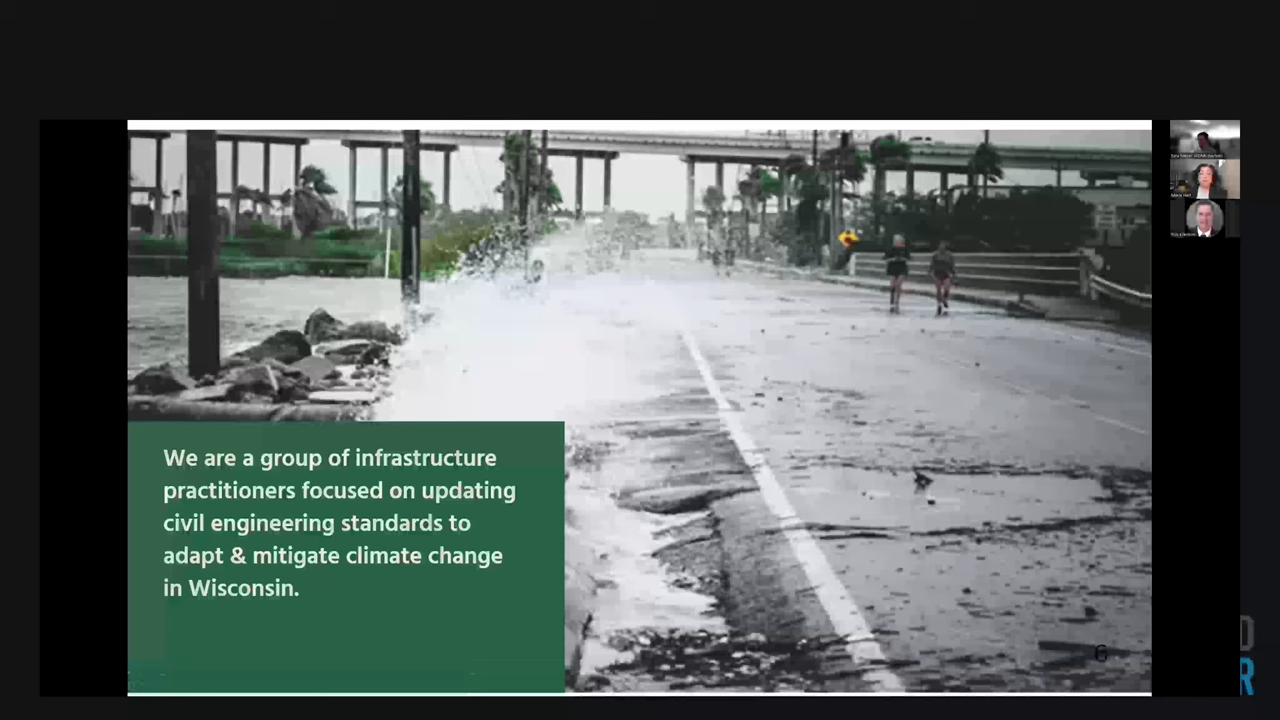 We are a group of infrastructure
practitioners focused on updating
civil engineering standards to
adapt & mitigate climate change
in Wisconsin.
6
D
R